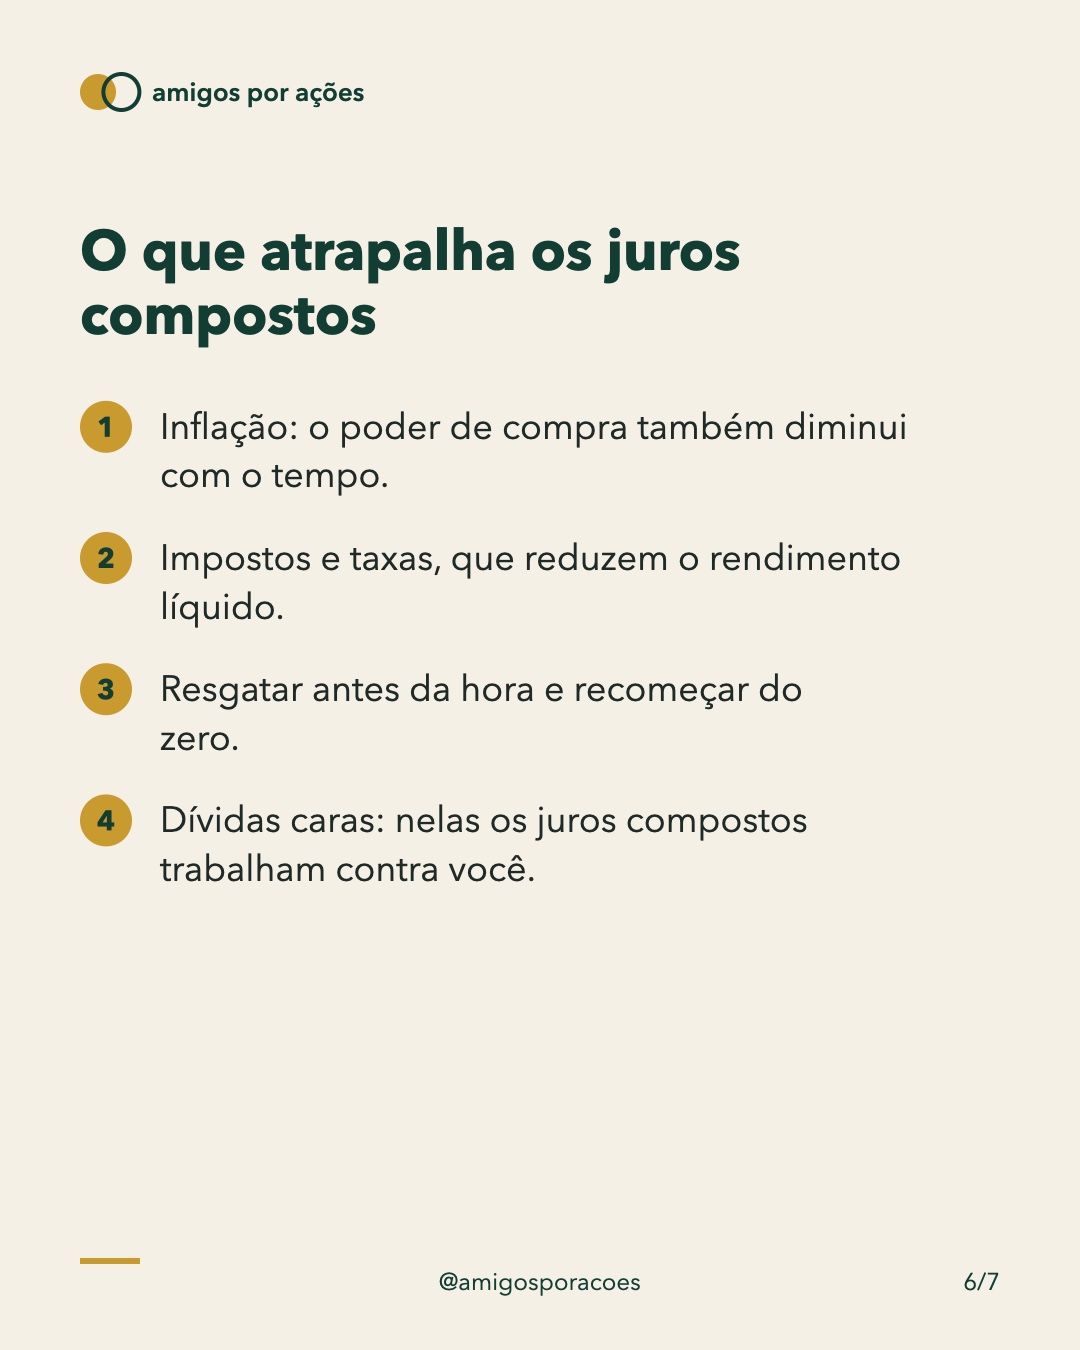 amigos por ações
O que atrapalha os juros
compostos
1 Inflação: o poder de compra também diminui
com o tempo.
2 Impostos e taxas, que reduzem o rendimento
líquido.
3 Resgatar antes da hora e recomeçar do
zero.
4 Dívidas caras: nelas os juros compostos
trabalham contra você.
@amigosporacoes 6/7